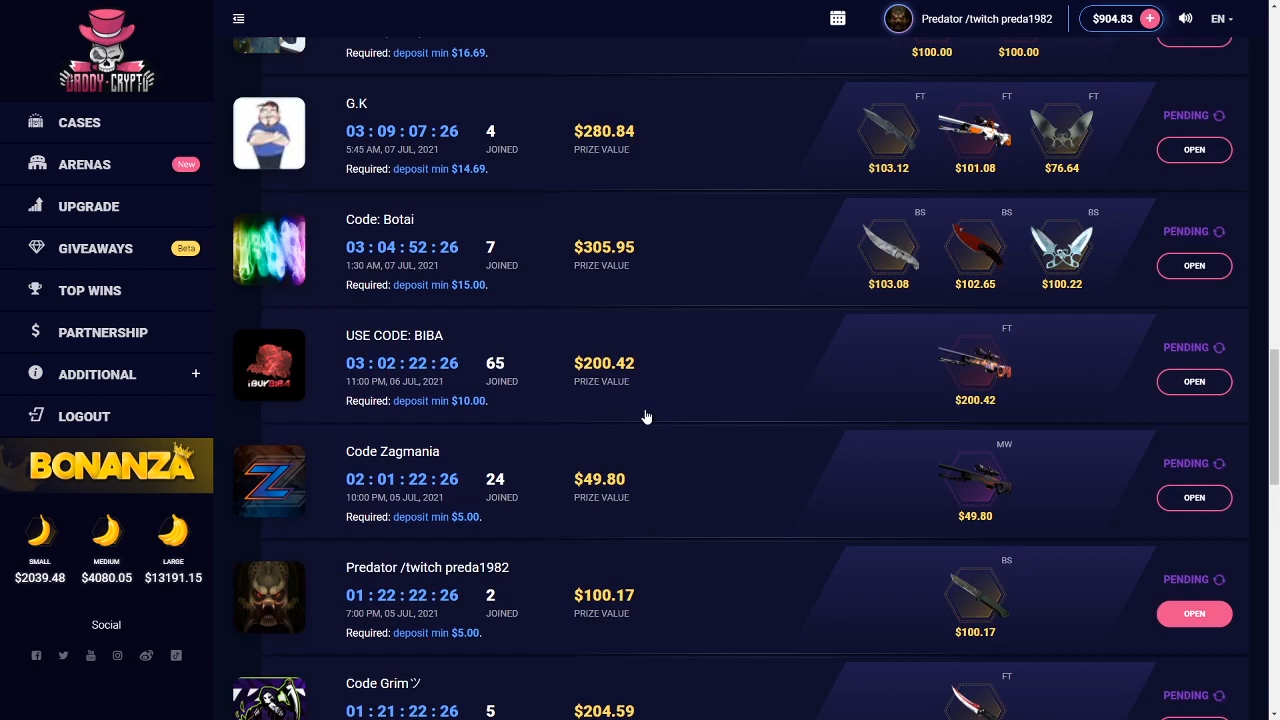 DADDY CRYPTO
Predator /twitch preda1982
$904.83
+
EN
CASES
ARENAS
New
UPGRADE
GIVEAWAYS
Beta
TOP WINS
PARTNERSHIP
ADDITIONAL
+
LOGOUT
BONANZA
SMALL
MEDIUM
LARGE
$2039.48
$4080.05
$13191.15
Social
Required: deposit min $16.69.
$100.00
$100.00
G.K
03 : 09 : 07 : 26
4
$280.84
5:45 AM, 07 JUL, 2021
JOINED
PRIZE VALUE
Required: deposit min $14.69.
FT
FT
FT
$103.12
$101.08
$76.64
PENDING
OPEN
Code: Botai
03 : 04 : 52 : 26
7
$305.95
1:30 AM, 07 JUL, 2021
JOINED
PRIZE VALUE
Required: deposit min $15.00.
BS
BS
BS
$103.08
$102.65
$100.22
PENDING
OPEN
iBUYBIBA
USE CODE: BIBA
03 : 02 : 22 : 26
65
$200.42
11:00 PM, 06 JUL, 2021
JOINED
PRIZE VALUE
Required: deposit min $10.00.
FT
$200.42
PENDING
OPEN
Code Zagmania
02 : 01 : 22 : 26
24
$49.80
10:00 PM, 05 JUL, 2021
JOINED
PRIZE VALUE
Required: deposit min $5.00.
MW
$49.80
PENDING
OPEN
Predator /twitch preda1982
01 : 22 : 22 : 26
2
$100.17
7:00 PM, 05 JUL, 2021
JOINED
PRIZE VALUE
Required: deposit min $5.00.
BS
$100.17
PENDING
OPEN
Code Grimツ
01 : 21 : 22 : 26
5
$204.59
FT
PENDING